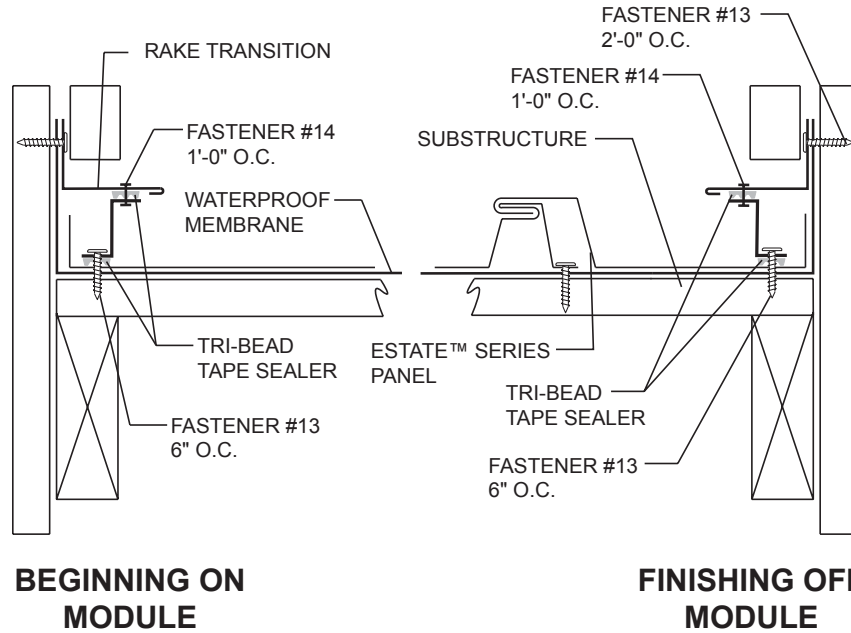 RAKE TRANSITION
FASTENER #14
1'-0" O.C.
WATERPROOF
MEMBRANE
TRI-BEAD
TAPE SEALER
FASTENER #13
6" O.C.
BEGINNING ON
MODULE
FASTENER #13
2'-0" O.C.
FASTENER #14
1'-0" O.C.
SUBSTRUCTURE
ESTATE™ SERIES
PANEL
TRI-BEAD
TAPE SEALER
FASTENER #13
6" O.C.
FINISHING OF
MODULE